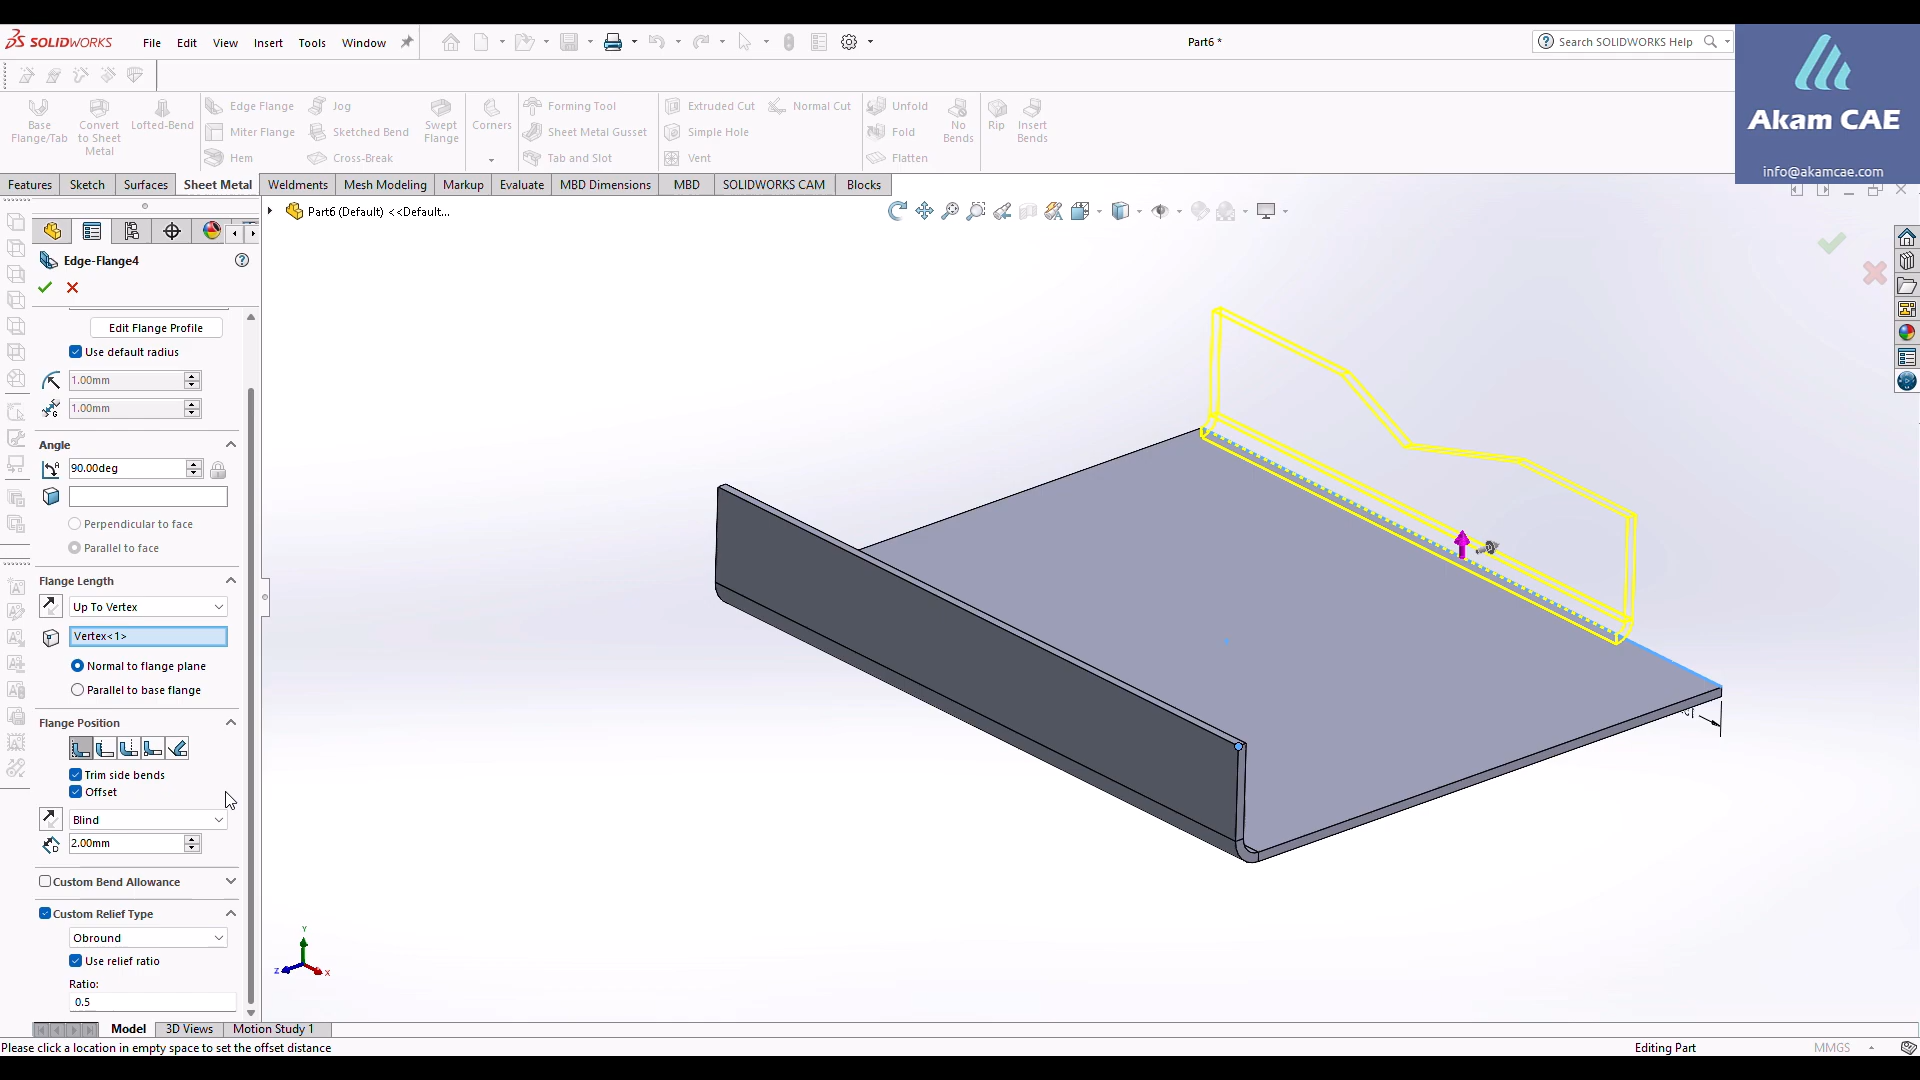 SOLIDWORKS File Edit View Insert Tools Window Part6 * Search SOLIDWORKS Help
Akam CAE
info@akamcae.com
Base Flange/Tab
Convert to Sheet Metal
Lofted-Bend
Edge Flange
Miter Flange
Hem
Jog
Sketched Bend
Cross-Break
Swept Flange
Corners
Forming Tool
Sheet Metal Gusset
Tab and Slot
Extruded Cut
Simple Hole
Vent
Normal Cut
Unfold
Fold
Flatten
No Bends
Rip
Insert Bends
Features Sketch Surfaces Sheet Metal Weldments Mesh Modeling Markup Evaluate MBD Dimensions MBD SOLIDWORKS CAM Blocks
Part6 (Default) <<Default...
Edge-Flange4
Edit Flange Profile
Use default radius
1.00mm
1.00mm
Angle
90.00deg
Perpendicular to face
Parallel to face
Flange Length
Up To Vertex
Vertex<1>
Normal to flange plane
Parallel to base flange
Flange Position
Trim side bends
Offset
Blind
2.00mm
Custom Bend Allowance
Custom Relief Type
Obround
Use relief ratio
Ratio:
0.5
Y
Z X
Model 3D Views Motion Study 1
Please click a location in empty space to set the offset distance Editing Part MMGS